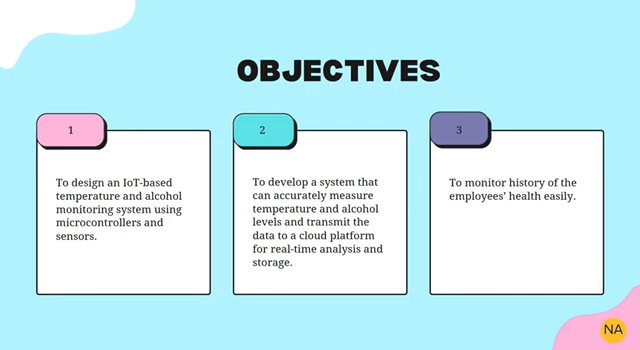 OBJECTIVES
1
To design an IoT-based
temperature and alcohol
monitoring system using
microcontrollers and
sensors.
2
To develop a system that
can accurately measure
temperature and alcohol
levels and transmit the
data to a cloud platform
for real-time analysis and
storage.
3
To monitor history of the
employees' health easily.
NA